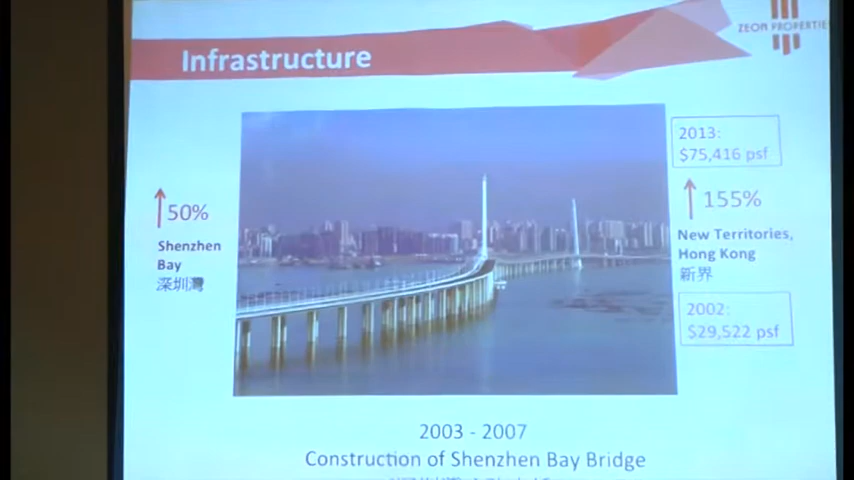 ZEON PROPERTIES
Infrastructure
2013:
$75,416 psf
50%
155%
Shenzhen
Bay
深圳灣
New Territories,
Hong Kong
新界
2002:
$29,522 psf
2003 - 2007
Construction of Shenzhen Bay Bridge